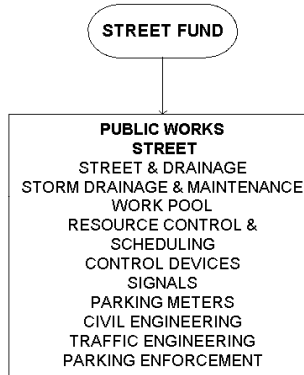 STREET FUND
PUBLIC WORKS
STREET
STREET & DRAINAGE
STORM DRAINAGE & MAINTENANCE
WORK POOL
RESOURCE CONTROL &
SCHEDULING
CONTROL DEVICES
SIGNALS
PARKING METERS
CIVIL ENGINEERING
TRAFFIC ENGINEERING
PARKING ENFORCEMENT